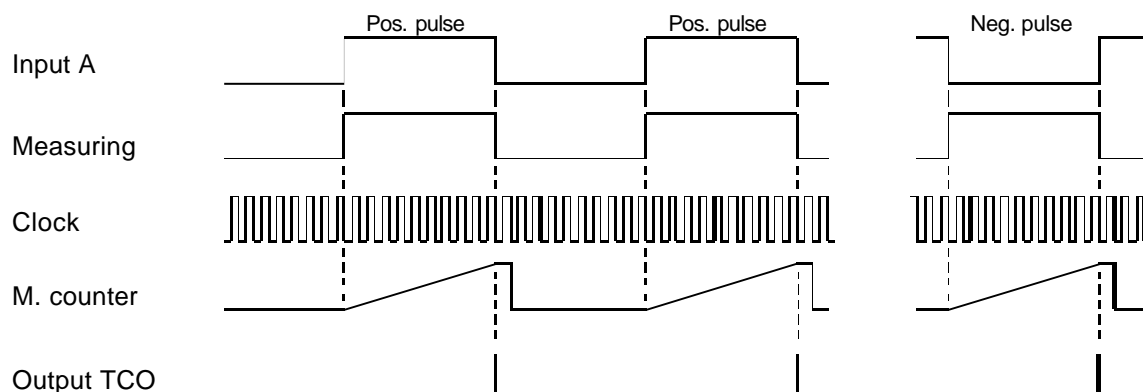 Pos. pulse
Pos. pulse
Neg. pulse
Input A
Measuring
Clock
M. counter
Output TCO